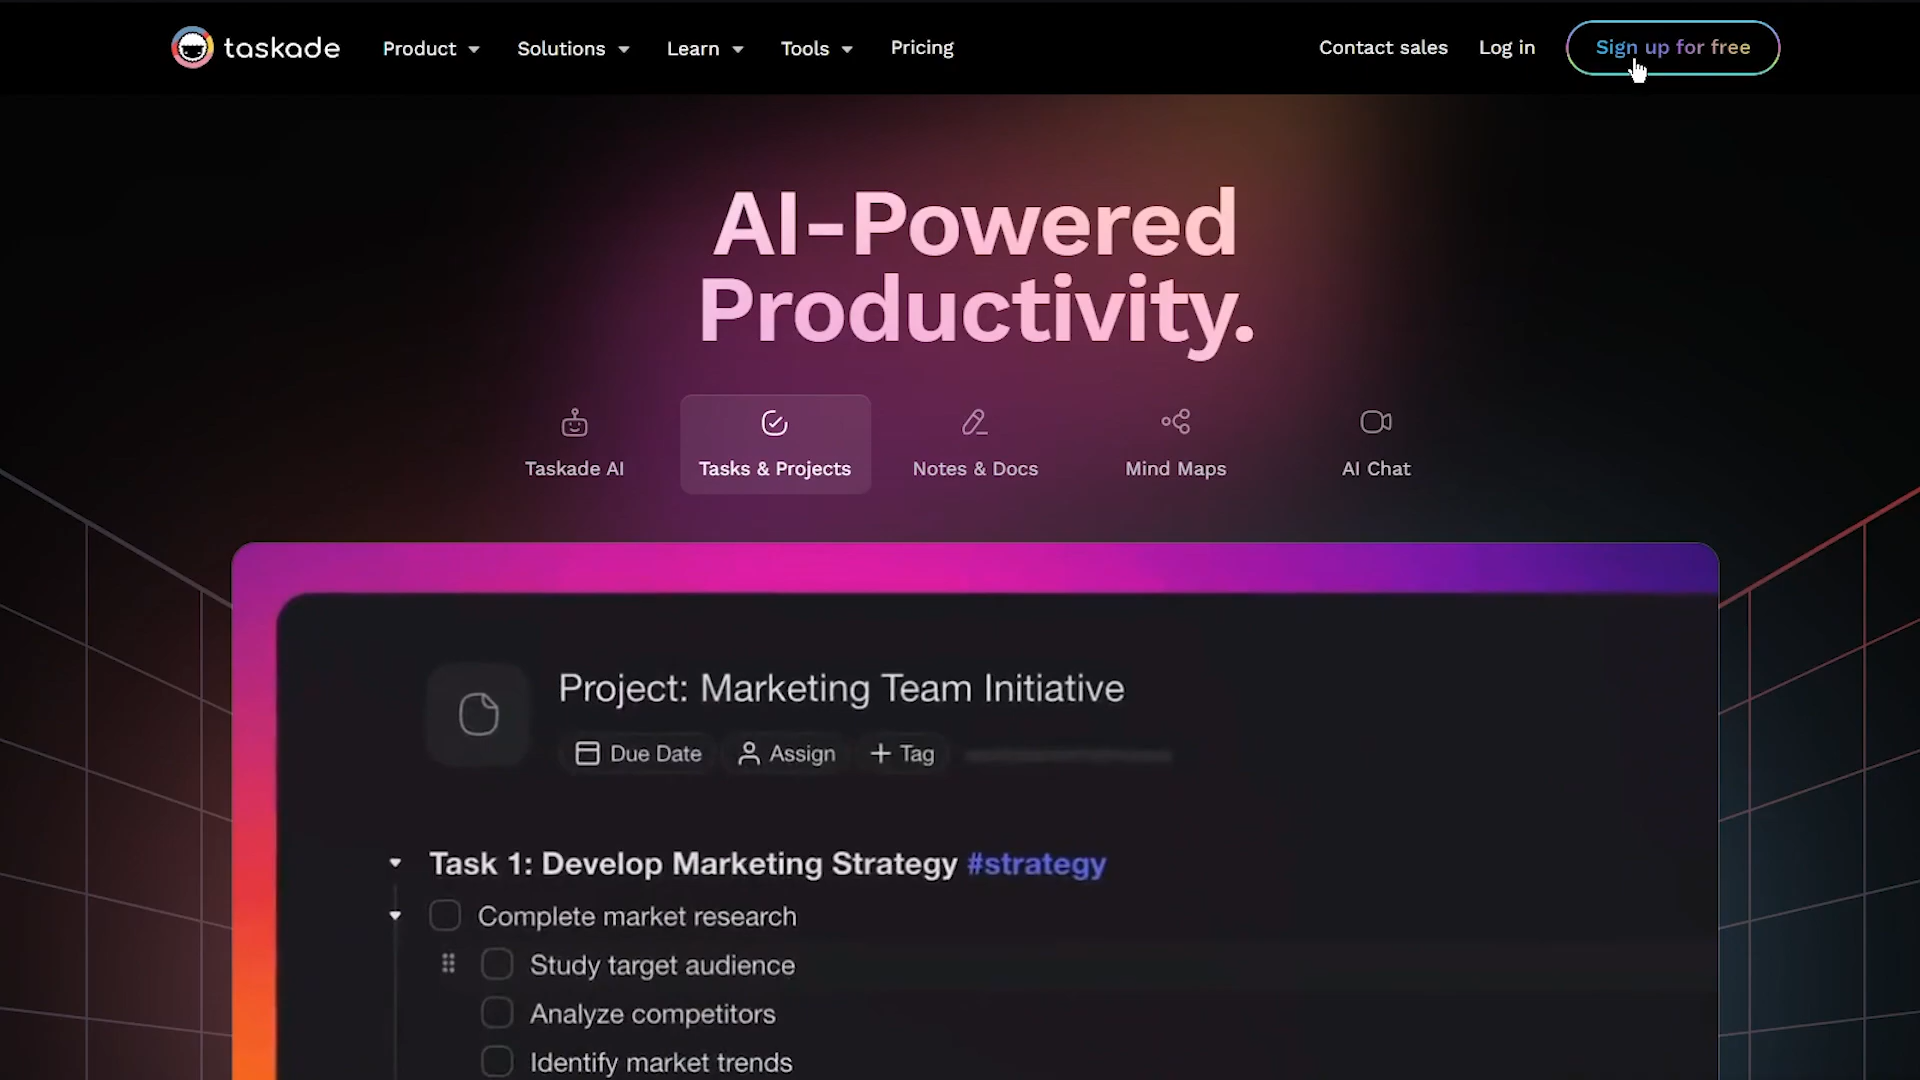 taskade
Product
Solutions
Learn
Tools
Pricing
Contact sales
Log in
Sign up for free
AI-Powered
Productivity.
Taskade AI
Tasks & Projects
Notes & Docs
Mind Maps
AI Chat
Project: Marketing Team Initiative
Due Date
Assign
+ Tag
Task 1: Develop Marketing Strategy #strategy
Complete market research
Study target audience
Analyze competitors
Identify market trends